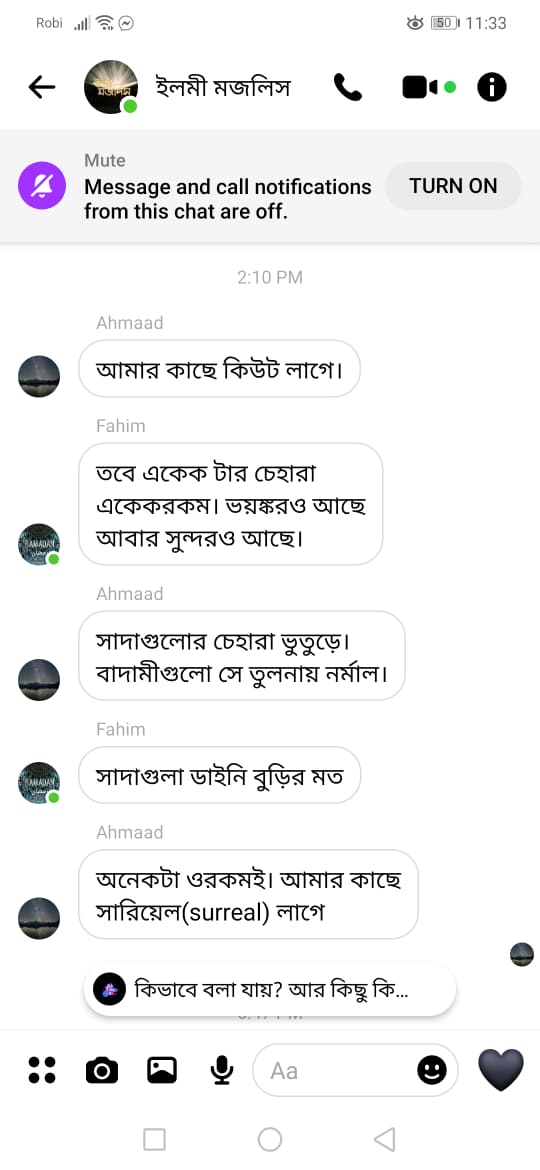 Robi 50 11:33
ইলমী মজলিস
Mute
Message and call notifications
from this chat are off.
TURN ON
2:10 PM
Ahmaad
আমার কাছে কিউট লাগে।
Fahim
তবে একেক টার চেহারা
একেকরকম। ভয়ঙ্করও আছে
আবার সুন্দরও আছে।
Ahmaad
সাদাগুলোর চেহারা ভুতুড়ে।
বাদামীগুলো সে তুলনায় নর্মাল।
Fahim
সাদাগুলা ডাইনি বুড়ির মত
Ahmaad
অনেকটা ওরকমই। আমার কাছে
সারিয়েল(surreal) লাগে
কিভাবে বলা যায়? আর কিছু কি...
Aa